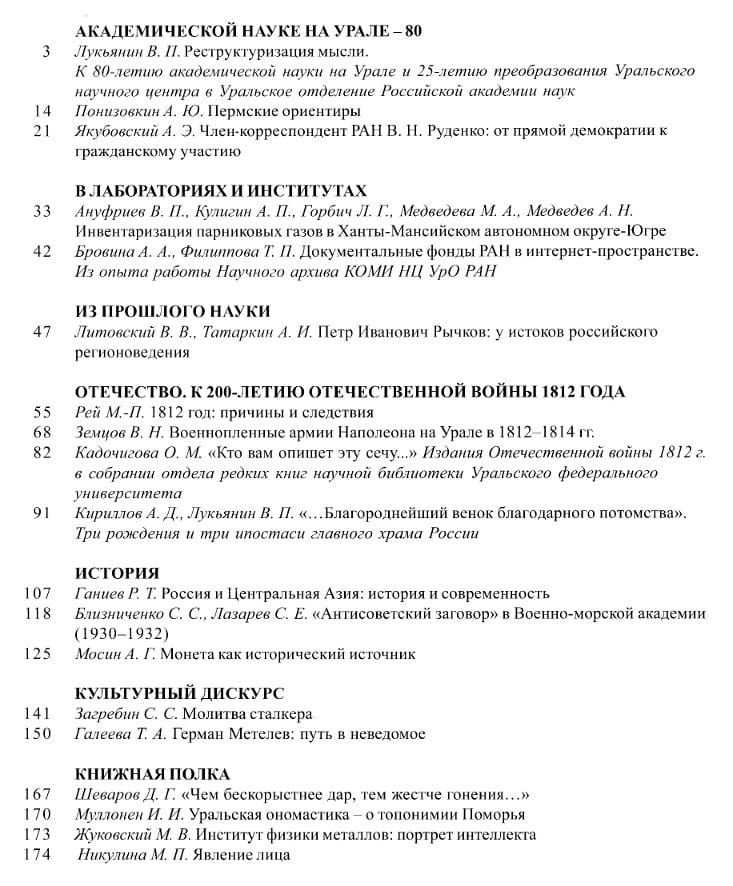 АКАДЕМИЧЕСКОЙ НАУКЕ НА УРАЛЕ – 80
3 Лукьянин В. П. Реструктуризация мысли.
К 80-летию академической науки на Урале и 25-летию преобразования Уральского
научного центра в Уральское отделение Российской академии наук
14 Понизовкин А. Ю. Пермские ориентиры
21 Якубовский А. Э. Член-корреспондент РАН В. Н. Руденко: от прямой демократии к
гражданскому участию
В ЛАБОРАТОРИЯХ И ИНСТИТУТАХ
33 Ануфриев В. П., Кулигин А. П., Горбич Л. Г., Медведева М. А., Медведев А. Н.
Инвентаризация парниковых газов в Ханты-Мансийском автономном округе-Югре
42 Бровина А. А., Филиппова Т. П. Документальные фонды РАН в интернет-пространстве.
Из опыта работы Научного архива КОМИ НЦ УрО РАН
ИЗ ПРОШЛОГО НАУКИ
47 Литовский В. В., Татаркин А. И. Петр Иванович Рычков: у истоков российского
регионоведения
ОТЕЧЕСТВО. К 200-ЛЕТИЮ ОТЕЧЕСТВЕННОЙ ВОЙНЫ 1812 ГОДА
55 Рей М.-П. 1812 год: причины и следствия
68 Земцов В. Н. Военнопленные армии Наполеона на Урале в 1812–1814 гг.
82 Кадочигова О. М. «Кто вам опишет эту сечу...» Издания Отечественной войны 1812 г.
в собрании отдела редких книг научной библиотеки Уральского федерального
университета
91 Кириллов А. Д., Лукьянин В. П. «…Благороднейший венок благодарного потомства».
Три рождения и три ипостаси главного храма России
ИСТОРИЯ
107 Ганиев Р. Т. Россия и Центральная Азия: история и современность
118 Близниченко С. С., Лазарев С. Е. «Антисоветский заговор» в Военно-морской академии
(1930–1932)
125 Мосин А. Г. Монета как исторический источник
КУЛЬТУРНЫЙ ДИСКУРС
141 Загребин С. С. Молитва сталкера
150 Галеева Т. А. Герман Метелев: путь в неведомое
КНИЖНАЯ ПОЛКА
167 Шеваров Д. Г. «Чем бескорыстнее дар, тем жестче гонения…»
170 Муллонен И. И. Уральская ономастика – о топонимии Поморья
173 Жуковский М. В. Институт физики металлов: портрет интеллекта
174 Никулина М. П. Явление лица